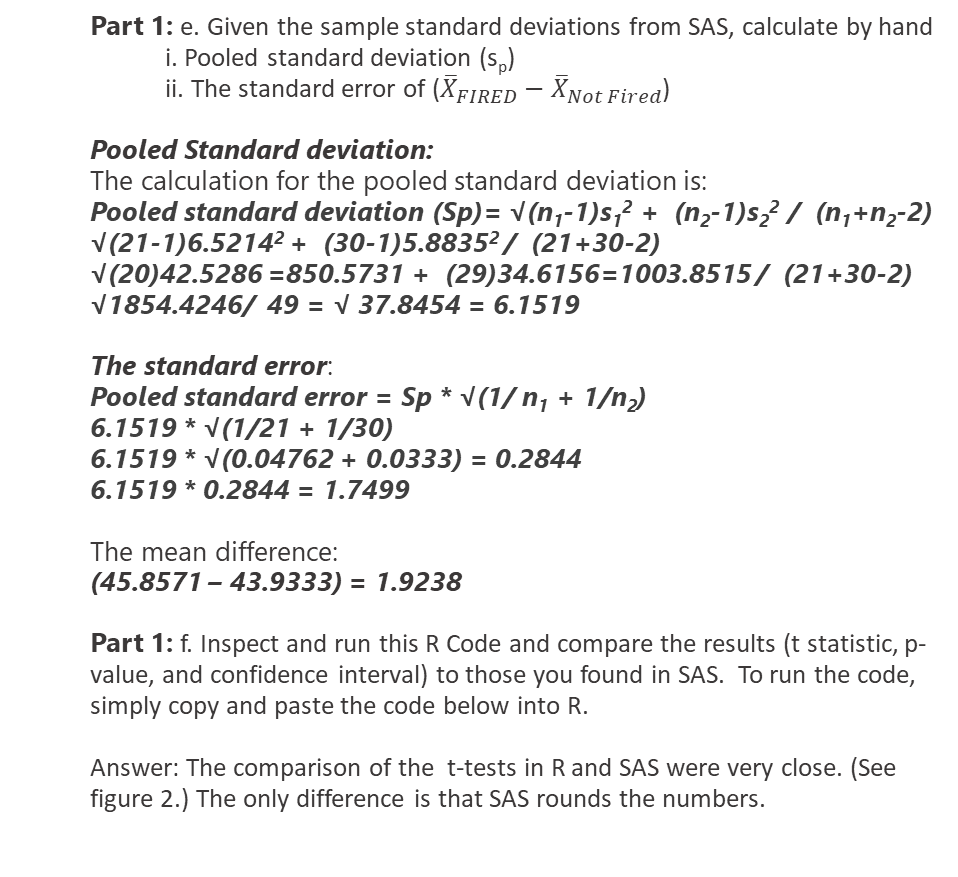 Part 1: e. Given the sample standard deviations from SAS, calculate by hand
i. Pooled standard deviation (sₚ)
ii. The standard error of (X̄FIRED − X̄Not Fired)
Pooled Standard deviation:
The calculation for the pooled standard deviation is:
Pooled standard deviation (Sp)= √(n₁-1)s₁² + (n₂-1)s₂² / (n₁+n₂-2)
√(21-1)6.5214² + (30-1)5.8835² / (21+30-2)
√(20)42.5286 =850.5731 + (29)34.6156=1003.8515/ (21+30-2)
√1854.4246/ 49 = √ 37.8454 = 6.1519
The standard error:
Pooled standard error = Sp * √(1/ n₁ + 1/n₂)
6.1519 * √(1/21 + 1/30)
6.1519 * √(0.04762 + 0.0333) = 0.2844
6.1519 * 0.2844 = 1.7499
The mean difference:
(45.8571 – 43.9333) = 1.9238
Part 1: f. Inspect and run this R Code and compare the results (t statistic, p-
value, and confidence interval) to those you found in SAS. To run the code,
simply copy and paste the code below into R.
Answer: The comparison of the t-tests in R and SAS were very close. (See
figure 2.) The only difference is that SAS rounds the numbers.